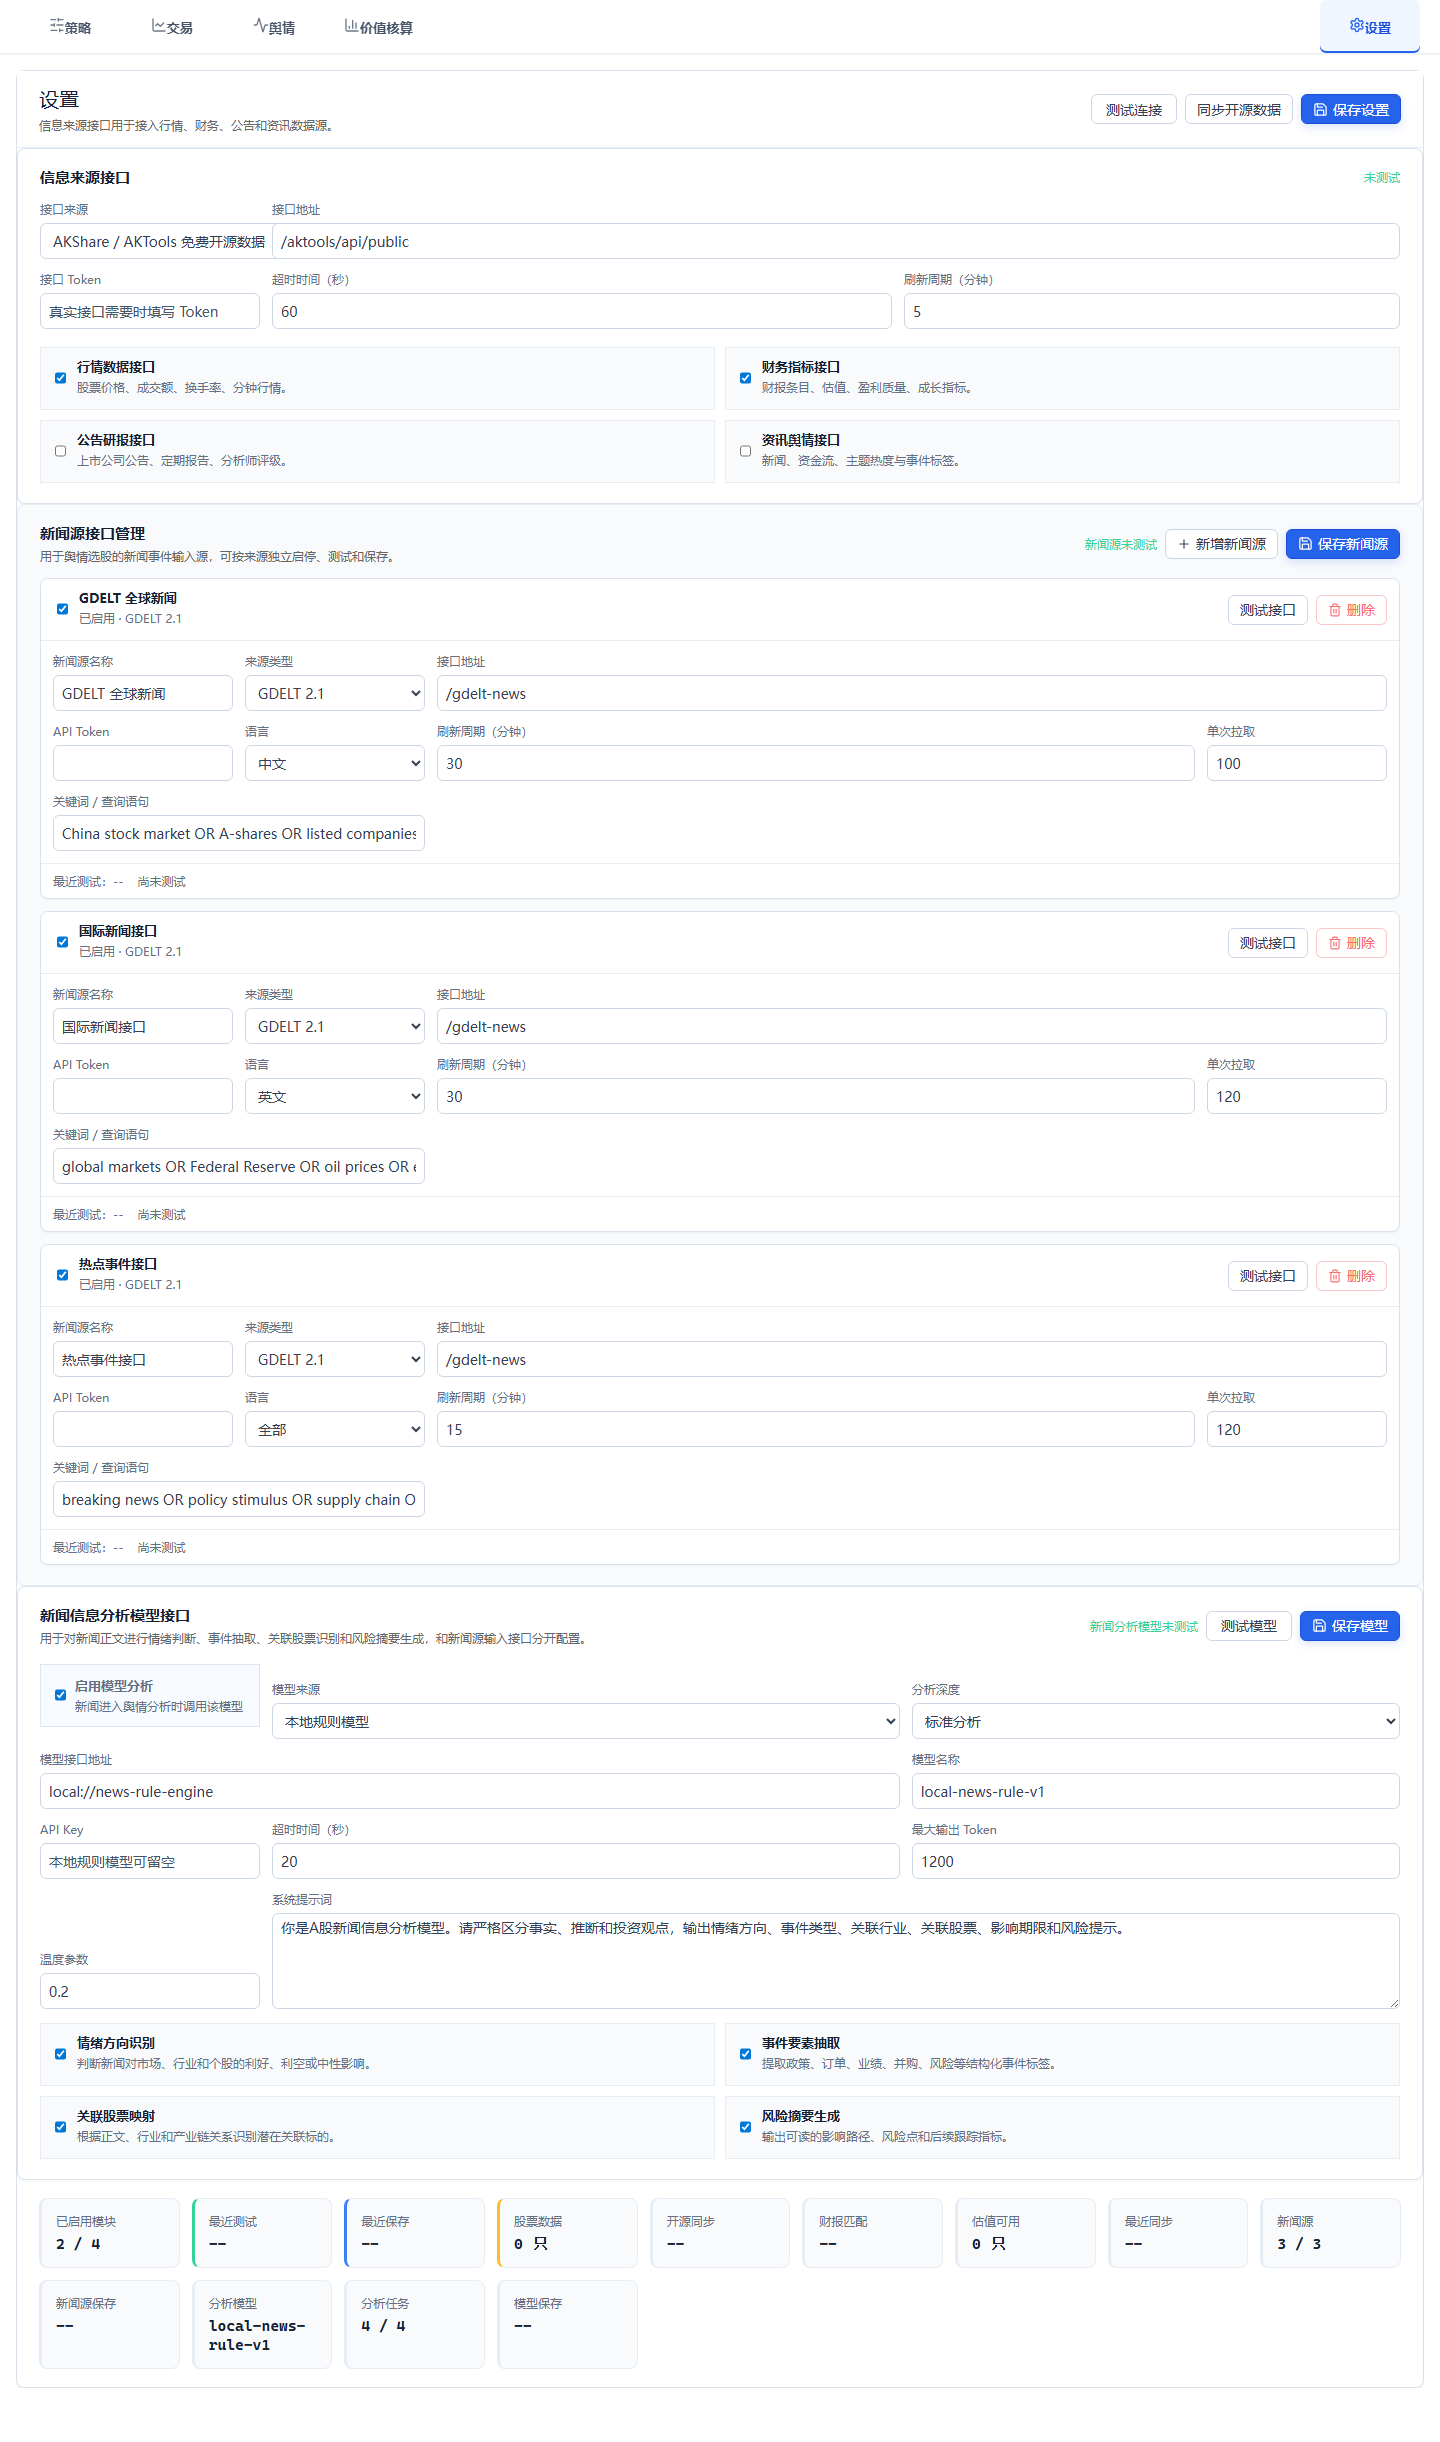 策略
交易
舆情
价值核算
设置
设置
信息来源接口用于接入行情、财务、公告和资讯数据源。
测试连接
同步开源数据
保存设置
信息来源接口
未测试
接口来源
接口地址
AKShare / AKTools 免费开源数据
/aktools/api/public
接口 Token
超时时间（秒）
刷新周期（分钟）
真实接口需要时填写 Token
60
5
行情数据接口
股票价格、成交额、换手率、分钟行情。
财务指标接口
财报条目、估值、盈利质量、成长指标。
公告研报接口
上市公司公告、定期报告、分析师评级。
资讯舆情接口
新闻、资金流、主题热度与事件标签。
新闻源接口管理
用于舆情选股的新闻事件输入源，可按来源独立启停、测试和保存。
新闻源未测试
新增新闻源
保存新闻源
GDELT 全球新闻
已启用 · GDELT 2.1
测试接口
删除
新闻源名称
来源类型
接口地址
GDELT 全球新闻
GDELT 2.1
/gdelt-news
API Token
语言
刷新周期（分钟）
单次拉取
中文
30
100
关键词 / 查询语句
China stock market OR A-shares OR listed companies
最近测试：--
尚未测试
国际新闻接口
已启用 · GDELT 2.1
测试接口
删除
新闻源名称
来源类型
接口地址
国际新闻接口
GDELT 2.1
/gdelt-news
API Token
语言
刷新周期（分钟）
单次拉取
英文
30
120
关键词 / 查询语句
global markets OR Federal Reserve OR oil prices OR e
最近测试：--
尚未测试
热点事件接口
已启用 · GDELT 2.1
测试接口
删除
新闻源名称
来源类型
接口地址
热点事件接口
GDELT 2.1
/gdelt-news
API Token
语言
刷新周期（分钟）
单次拉取
全部
15
120
关键词 / 查询语句
breaking news OR policy stimulus OR supply chain O
最近测试：--
尚未测试
新闻信息分析模型接口
用于对新闻正文进行情绪判断、事件抽取、关联股票识别和风险摘要生成，和新闻源输入接口分开配置。
新闻分析模型未测试
测试模型
保存模型
启用模型分析
新闻进入舆情分析时调用该模型
模型来源
分析深度
本地规则模型
标准分析
模型接口地址
模型名称
local://news-rule-engine
local-news-rule-v1
API Key
超时时间（秒）
最大输出 Token
本地规则模型可留空
20
1200
系统提示词
你是A股新闻信息分析模型。请严格区分事实、推断和投资观点，输出情绪方向、事件类型、关联行业、关联股票、影响期限和风险提示。
温度参数
0.2
情绪方向识别
判断新闻对市场、行业和个股的利好、利空或中性影响。
事件要素抽取
提取政策、订单、业绩、并购、风险等结构化事件标签。
关联股票映射
根据正文、行业和产业链关系识别潜在关联标的。
风险摘要生成
输出可读的影响路径、风险点和后续跟踪指标。
已启用模块
2 / 4
最近测试
--
最近保存
--
股票数据
0 只
开源同步
--
财报匹配
--
估值可用
0 只
最近同步
--
新闻源
3 / 3
新闻源保存
--
分析模型
local-news-
rule-v1
分析任务
4 / 4
模型保存
--